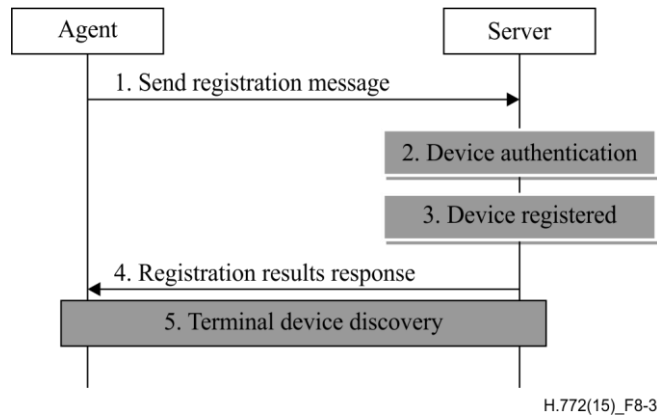 Agent
Server
1. Send registration message
2. Device authentication
3. Device registered
4. Registration results response
5. Terminal device discovery
H.772(15)_F8-3